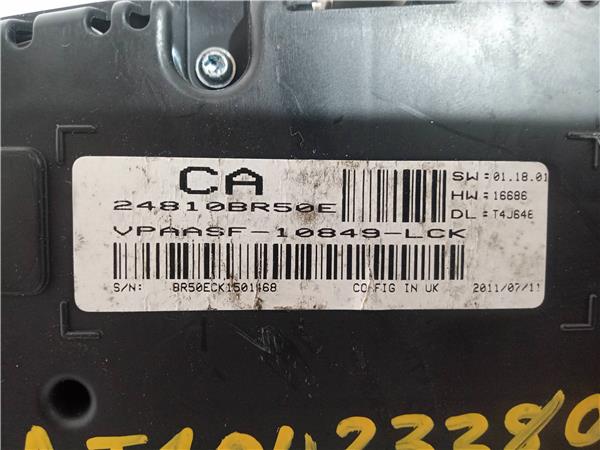 CA
24810BR50E
VPAASF-10849-LCK
SW:01.18.01
HW:16686
DL:T4J646
S/N: BR50ECK1501468 CONFIG IN UK 2011/07/11